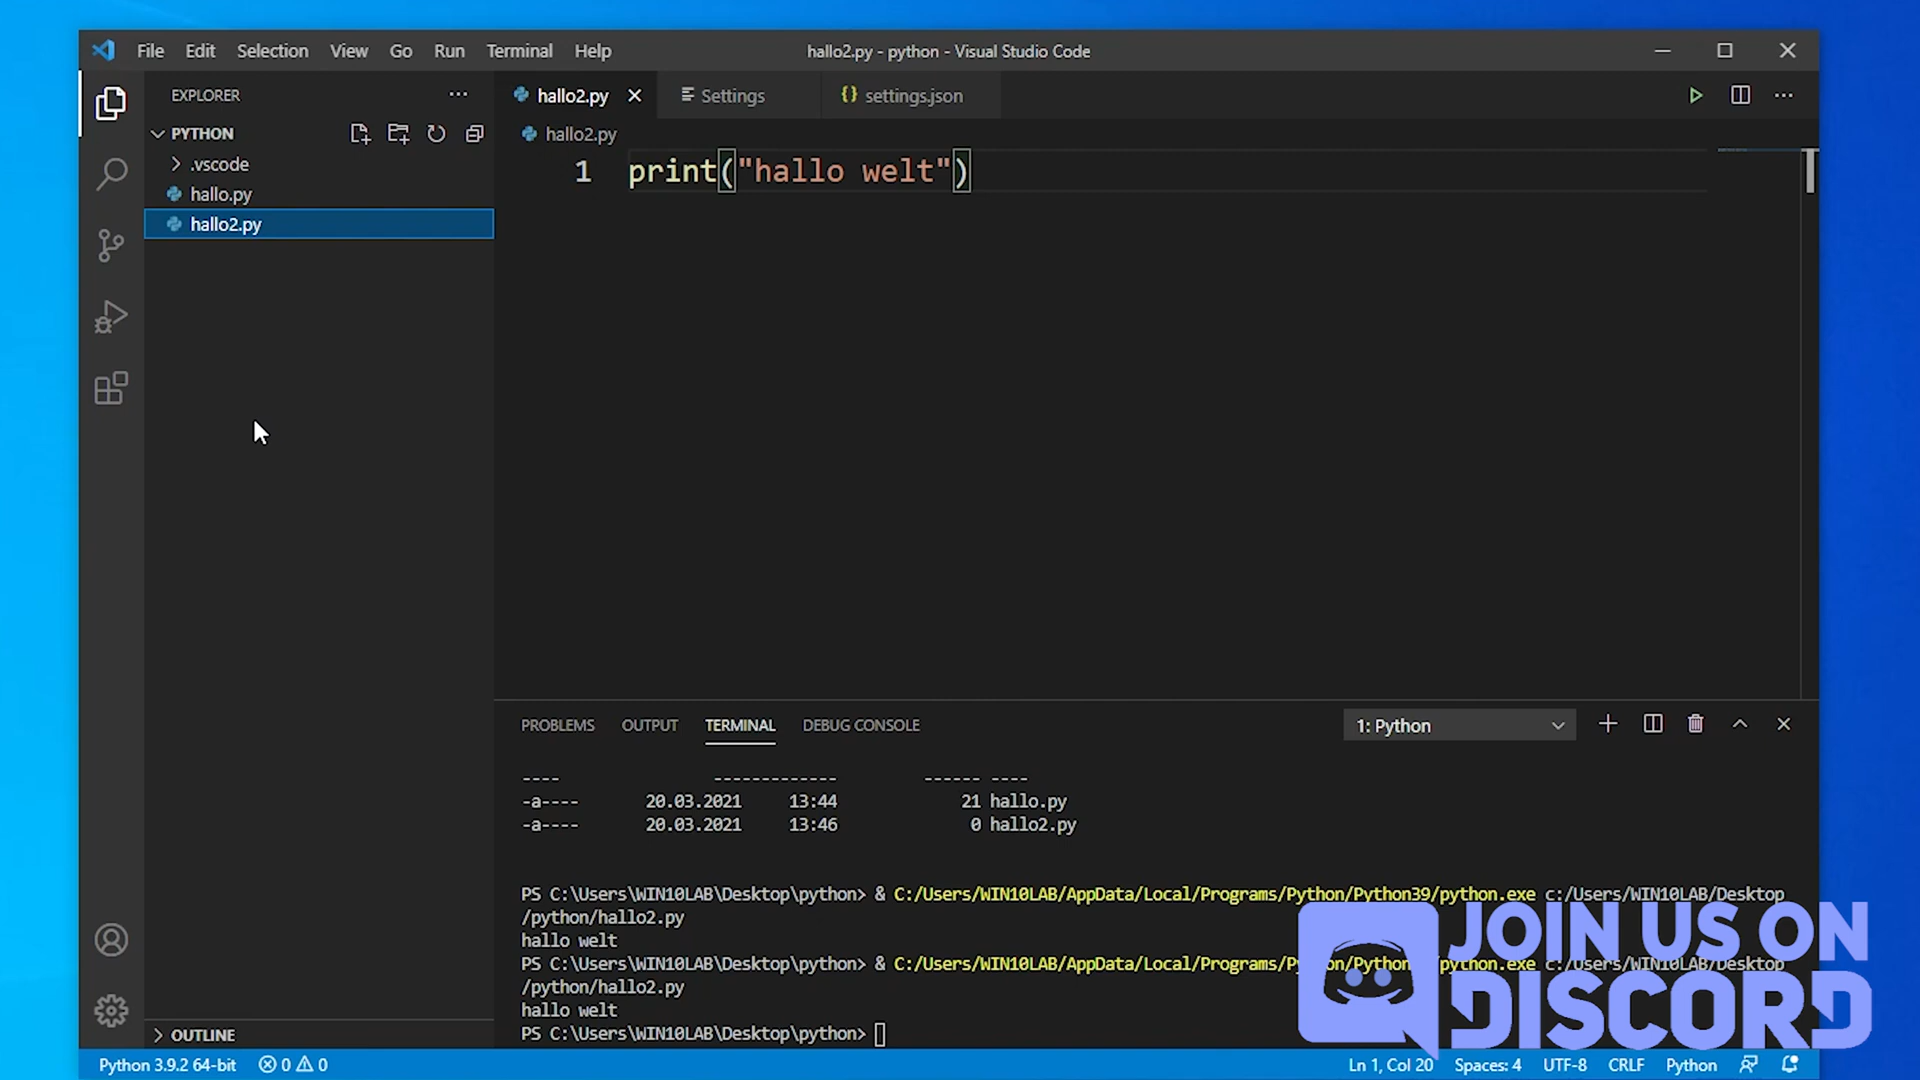 File Edit Selection View Go Run Terminal Help
hallo2.py - python - Visual Studio Code
EXPLORER
hallo2.py
Settings
{} settings.json
PYTHON
hallo2.py
.vscode
hallo.py
hallo2.py
1 print("hallo welt")
PROBLEMS OUTPUT TERMINAL DEBUG CONSOLE
1: Python
---- ------------- ------ ----
-a---- 20.03.2021 13:44 21 hallo.py
-a---- 20.03.2021 13:46 0 hallo2.py
PS C:\Users\WIN10LAB\Desktop\python> & C:/Users/WIN10LAB/AppData/Local/Programs/Python/Python39/python.exe c:/Users/WIN10LAB/Desktop
/python/hallo2.py
hallo welt
PS C:\Users\WIN10LAB\Desktop\python> & C:/Users/WIN10LAB/AppData/Local/Programs/ /python.exe c:/Users/WIN10LAB/Desktop
/python/hallo2.py
hallo welt
PS C:\Users\WIN10LAB\Desktop\python>
JOIN US ON
DISCORD
OUTLINE
Python 3.9.2 64-bit 0 0
Ln 1, Col 20 Spaces: 4 UTF-8 CRLF Python